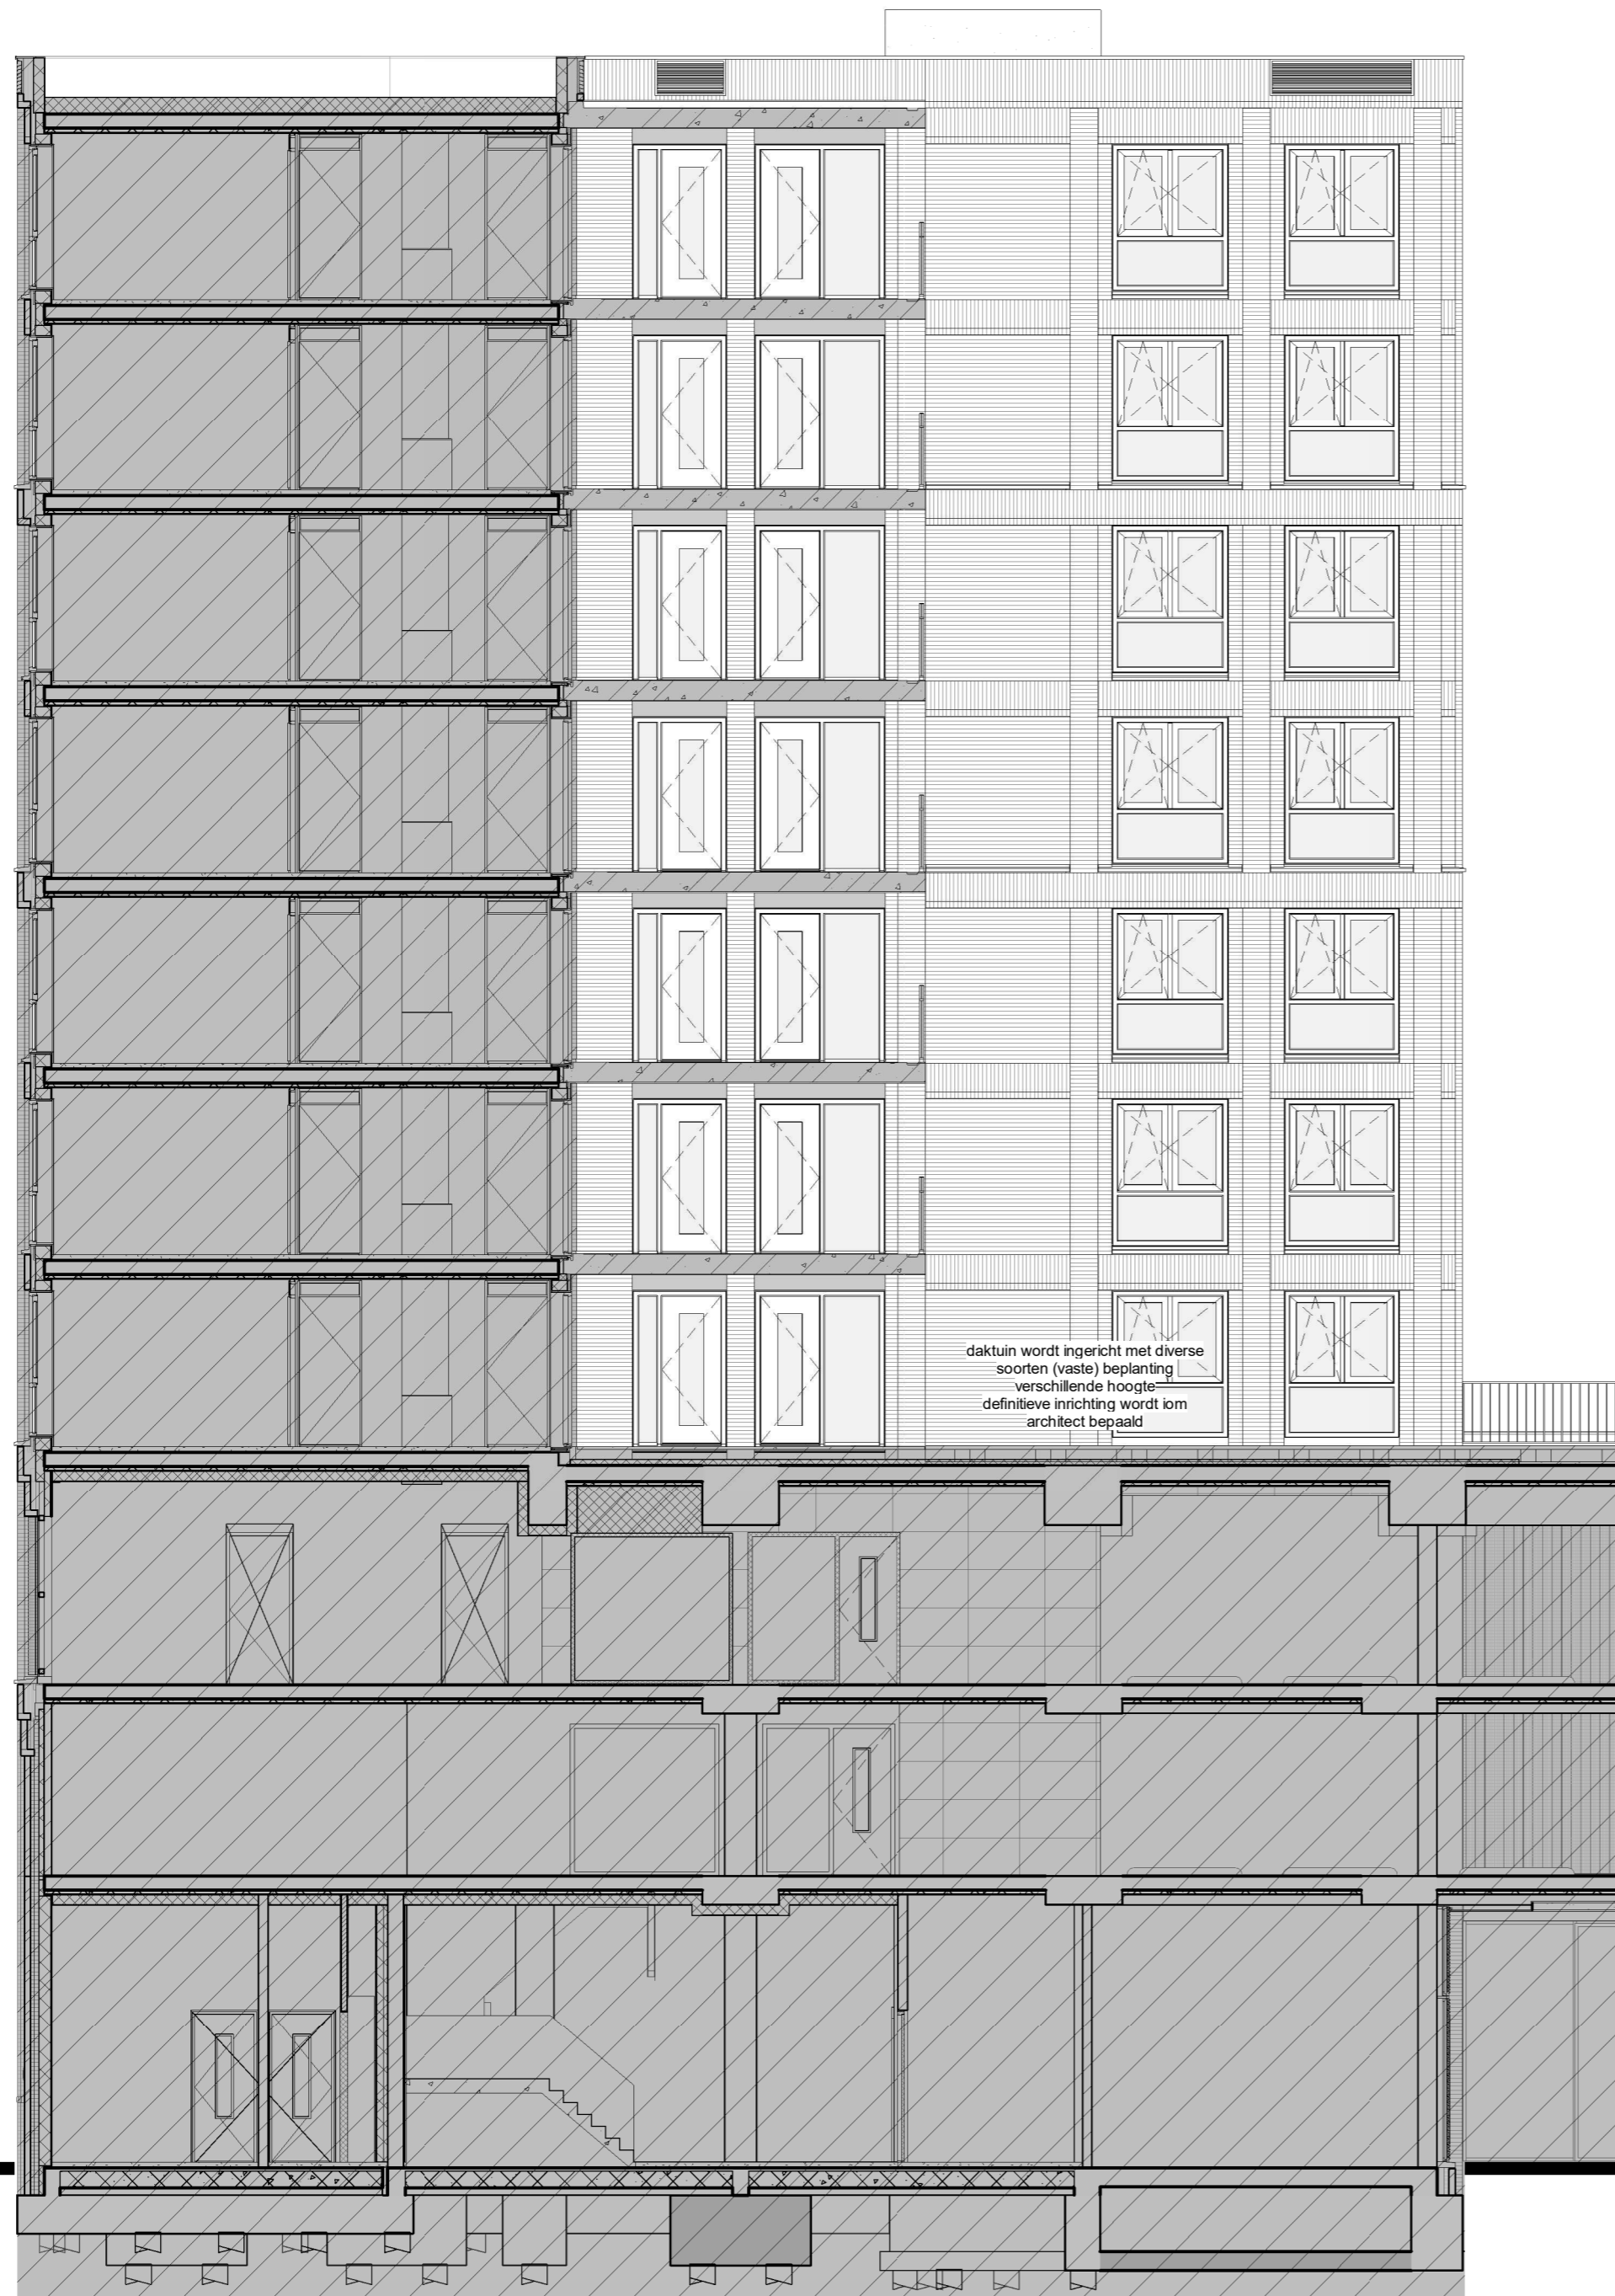 daktuin wordt ingericht met diverse
soorten (vaste) beplanting
verschillende hoogte
definitieve inrichting wordt iom
architect bepaald